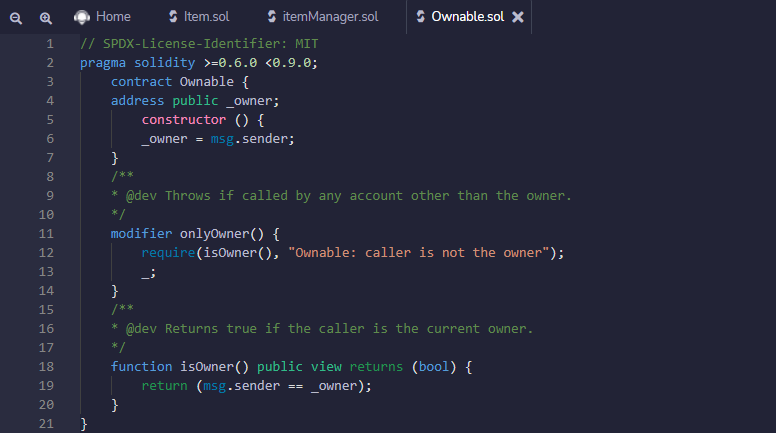 Home Item.sol itemManager.sol Ownable.sol
1 // SPDX-License-Identifier: MIT
2 pragma solidity >=0.6.0 <0.9.0;
3 contract Ownable {
4 address public _owner;
5 constructor () {
6 _owner = msg.sender;
7 }
8 /**
9 * @dev Throws if called by any account other than the owner.
10 */
11 modifier onlyOwner() {
12 require(isOwner(), "Ownable: caller is not the owner");
13 _;
14 }
15 /**
16 * @dev Returns true if the caller is the current owner.
17 */
18 function isOwner() public view returns (bool) {
19 return (msg.sender == _owner);
20 }
21 }